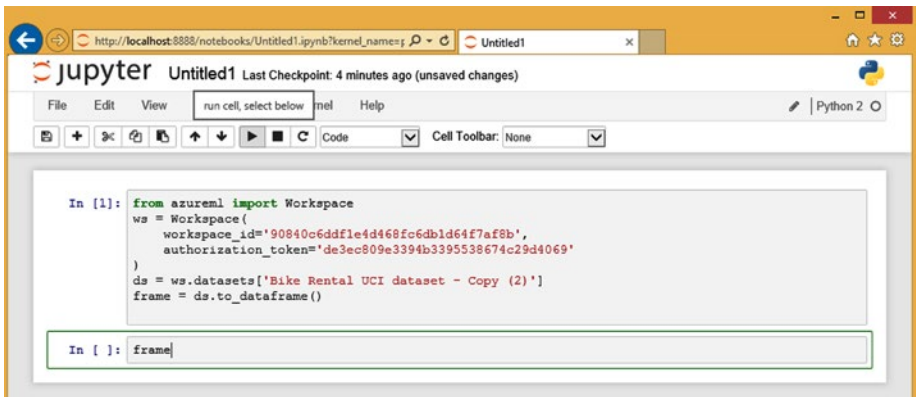 http://localhost:8888/notebooks/Untitled1.ipynb?kernel_name=
Untitled1
jupyter Untitled1 Last Checkpoint: 4 minutes ago (unsaved changes)
File Edit View run cell, select below Help
Python 2
Code Cell Toolbar: None
In [1]: from azureml import Workspace
ws = Workspace(
workspace_id='90840c6ddf1e4d468fc6db1d64f7af8b',
authorization_token='de3ec809e3394b3395538674c29d4069'
)
ds = ws.datasets['Bike Rental UCI dataset - Copy (2)']
frame = ds.to_dataframe()
In [ ]: frame